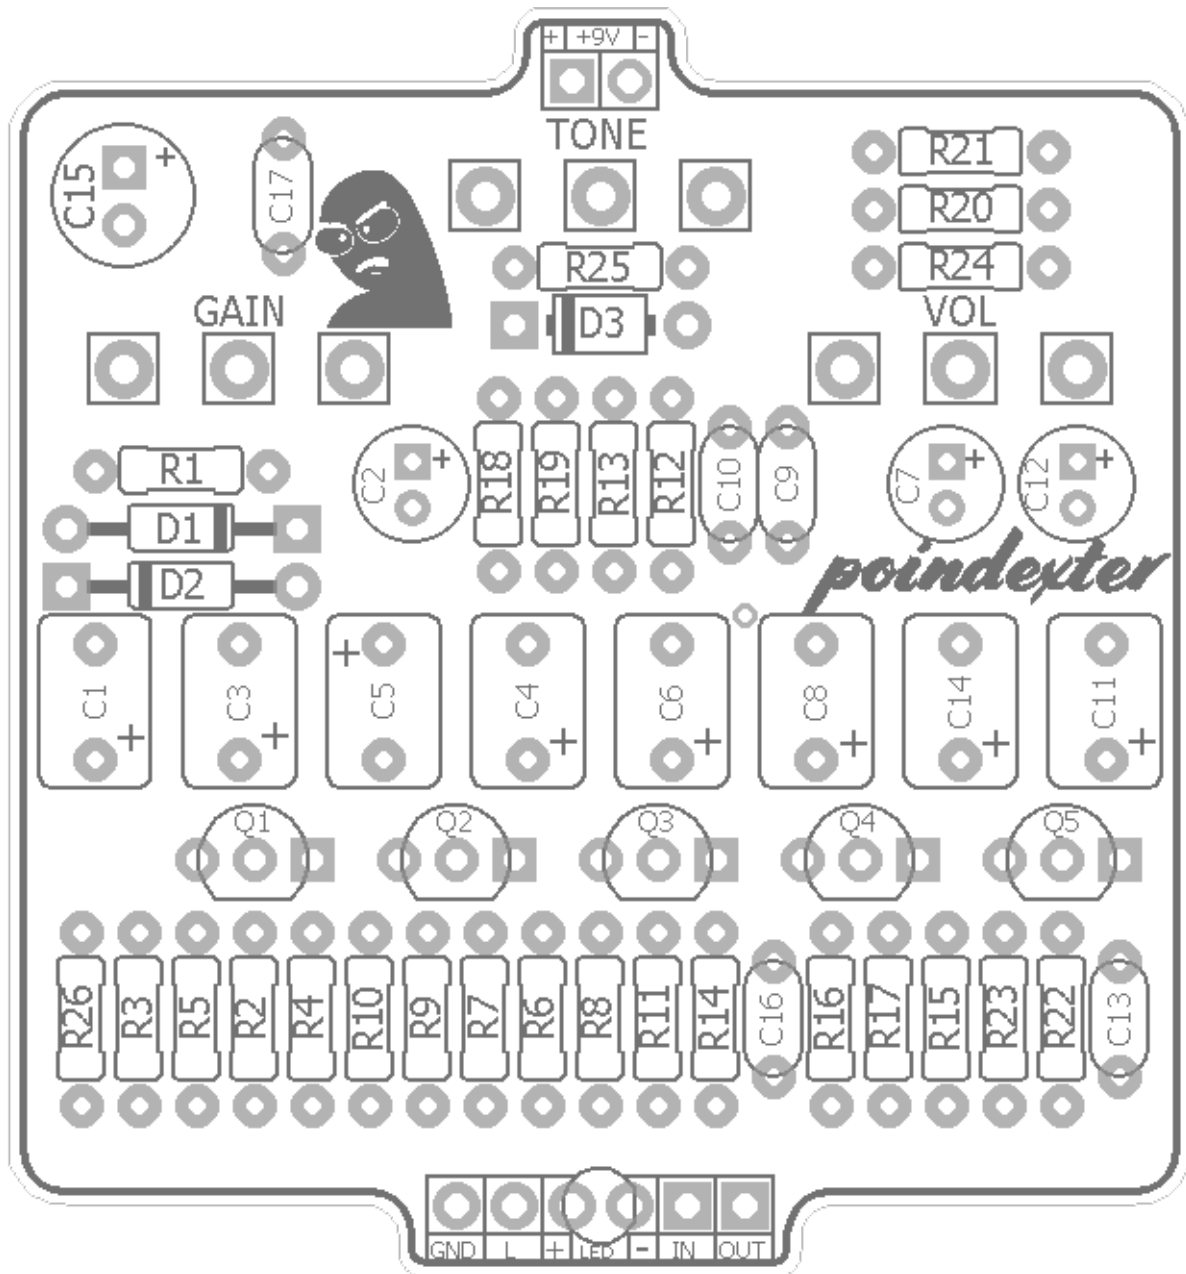 + +9V -
TONE
C15 + C17 R21
R20
R25 R24
GAIN D3 VOL
R1 C2 + R18 R19 R13 R12 C10 C9 C7 + C12 +
D1
D2 poindexter
C1 + C3 + C5 + C4 + C6 + C8 + C14 + C11 +
Q1 Q2 Q3 Q4 Q5
R26 R3 R5 R2 R4 R10 R9 R7 R6 R8 R11 R14 C16 R16 R17 R15 R23 R22 C13
GND L + LED - IN OUT